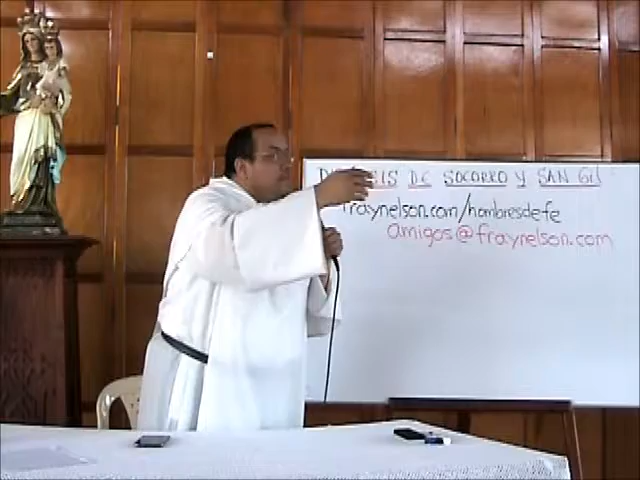 DE SOCORRO Y SAN GIL
fraynelson.com/hombresdefe
amigos@fraynelson.com